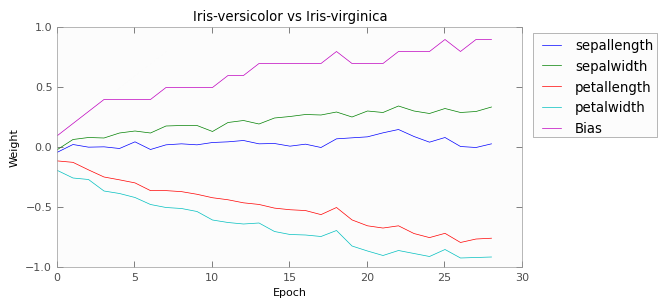 Iris-versicolor vs Iris-virginica
1.0
0.5
0.0
−0.5
−1.0
Weight
0 5 10 15 20 25 30
Epoch
sepallength
sepalwidth
petallength
petalwidth
Bias